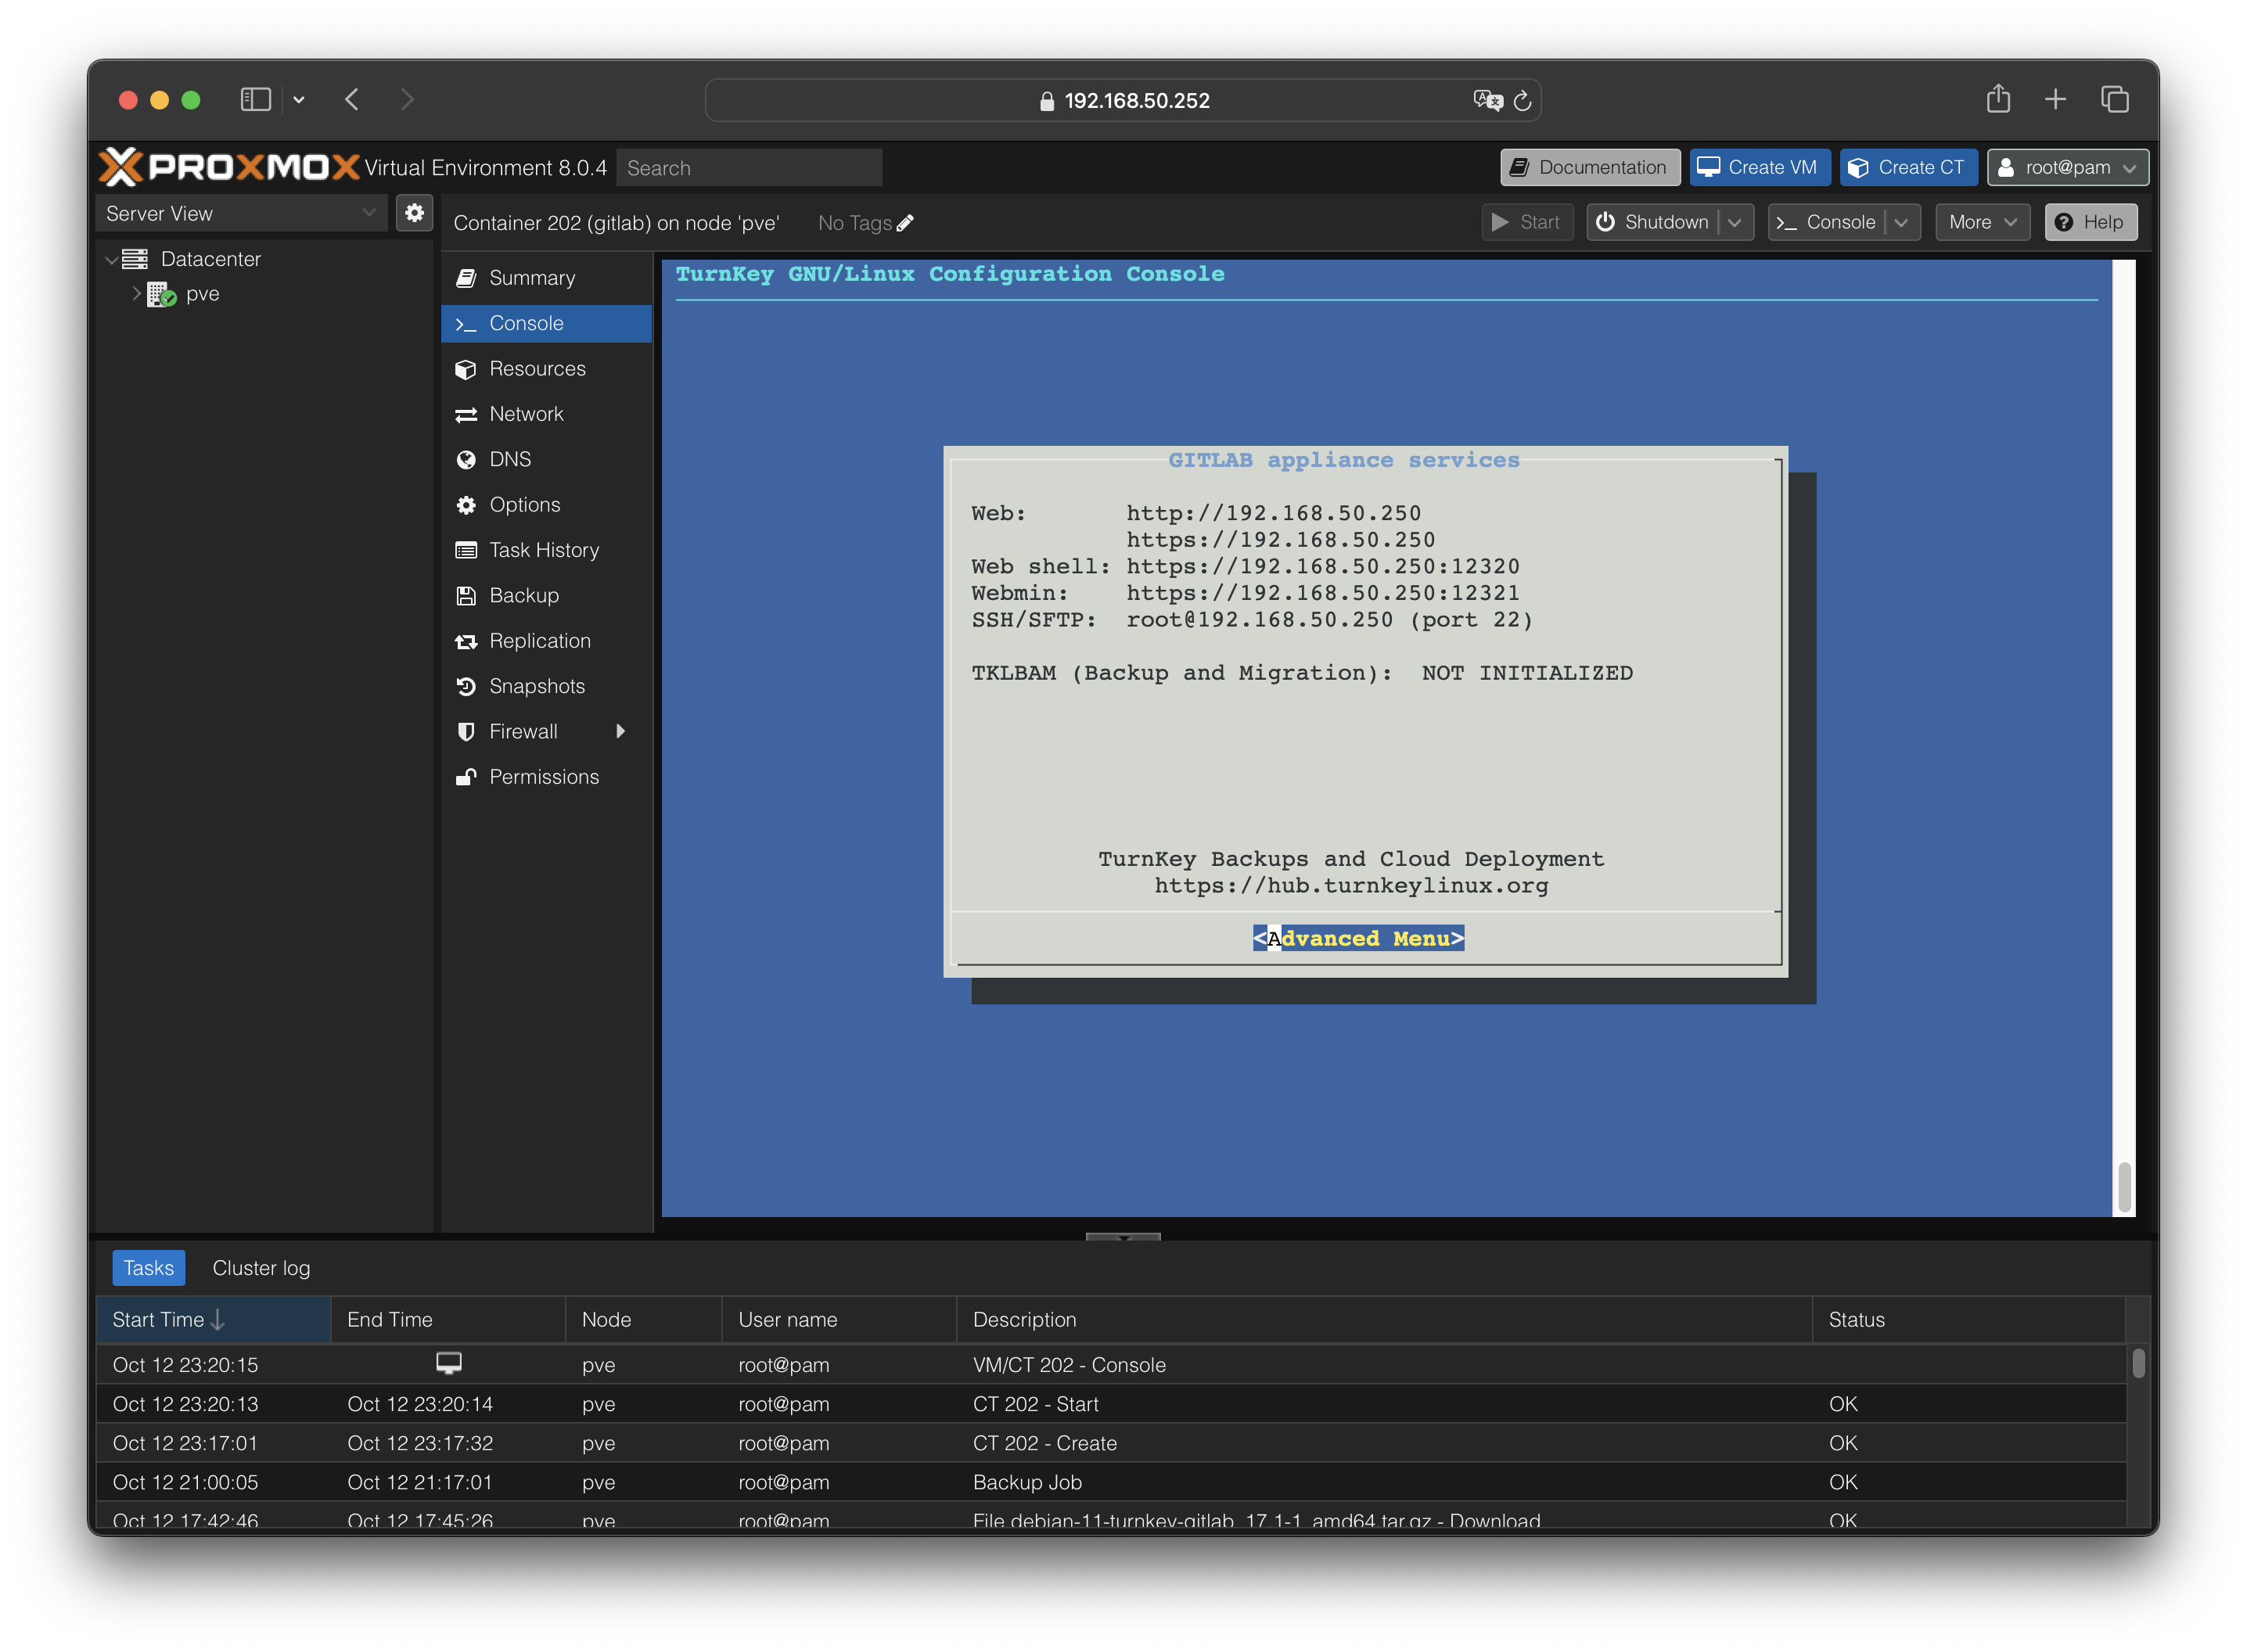 192.168.50.252
PROXMOX Virtual Environment 8.0.4 Search Documentation Create VM Create CT root@pam
Server View
Container 202 (gitlab) on node 'pve' No Tags Start Shutdown >_ Console More Help
Datacenter
pve
Summary
Console
Resources
Network
DNS
Options
Task History
Backup
Replication
Snapshots
Firewall
Permissions
TurnKey GNU/Linux Configuration Console
GITLAB appliance services
Web: http://192.168.50.250
https://192.168.50.250
Web shell: https://192.168.50.250:12320
Webmin: https://192.168.50.250:12321
SSH/SFTP: root@192.168.50.250 (port 22)
TKLBAM (Backup and Migration): NOT INITIALIZED
TurnKey Backups and Cloud Deployment
https://hub.turnkeylinux.org
<Advanced Menu>
Tasks Cluster log
Start Time End Time Node User name Description Status
Oct 12 23:20:15 pve root@pam VM/CT 202 - Console
Oct 12 23:20:13 Oct 12 23:20:14 pve root@pam CT 202 - Start OK
Oct 12 23:17:01 Oct 12 23:17:32 pve root@pam CT 202 - Create OK
Oct 12 21:00:05 Oct 12 21:17:01 pve root@pam Backup Job OK
Oct 12 17:42:46 Oct 12 17:45:26 pve root@pam File debian-11-turnkey-gitlab_17.1-1_amd64.tar.gz - Download OK